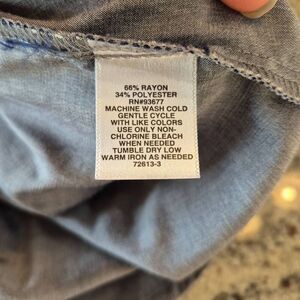 66% RAYON
34% POLYESTER
RN#93677
MACHINE WASH COLD
GENTLE CYCLE
WITH LIKE COLORS
USE ONLY NON-
CHLORINE BLEACH
WHEN NEEDED
TUMBLE DRY LOW
WARM IRON AS NEEDED
72613-3